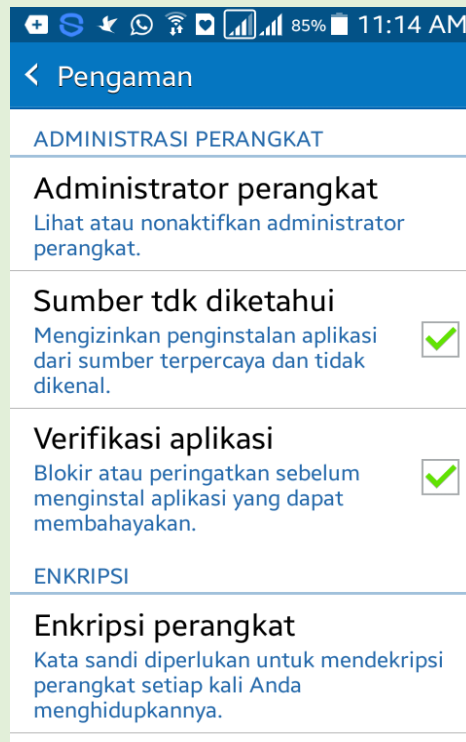 85% 11:14 AM
Pengaman
ADMINISTRASI PERANGKAT
Administrator perangkat
Lihat atau nonaktifkan administrator
perangkat.
Sumber tdk diketahui
Mengizinkan penginstalan aplikasi
dari sumber terpercaya dan tidak
dikenal.
Verifikasi aplikasi
Blokir atau peringatkan sebelum
menginstal aplikasi yang dapat
membahayakan.
ENKRIPSI
Enkripsi perangkat
Kata sandi diperlukan untuk mendekripsi
perangkat setiap kali Anda
menghidupkannya.